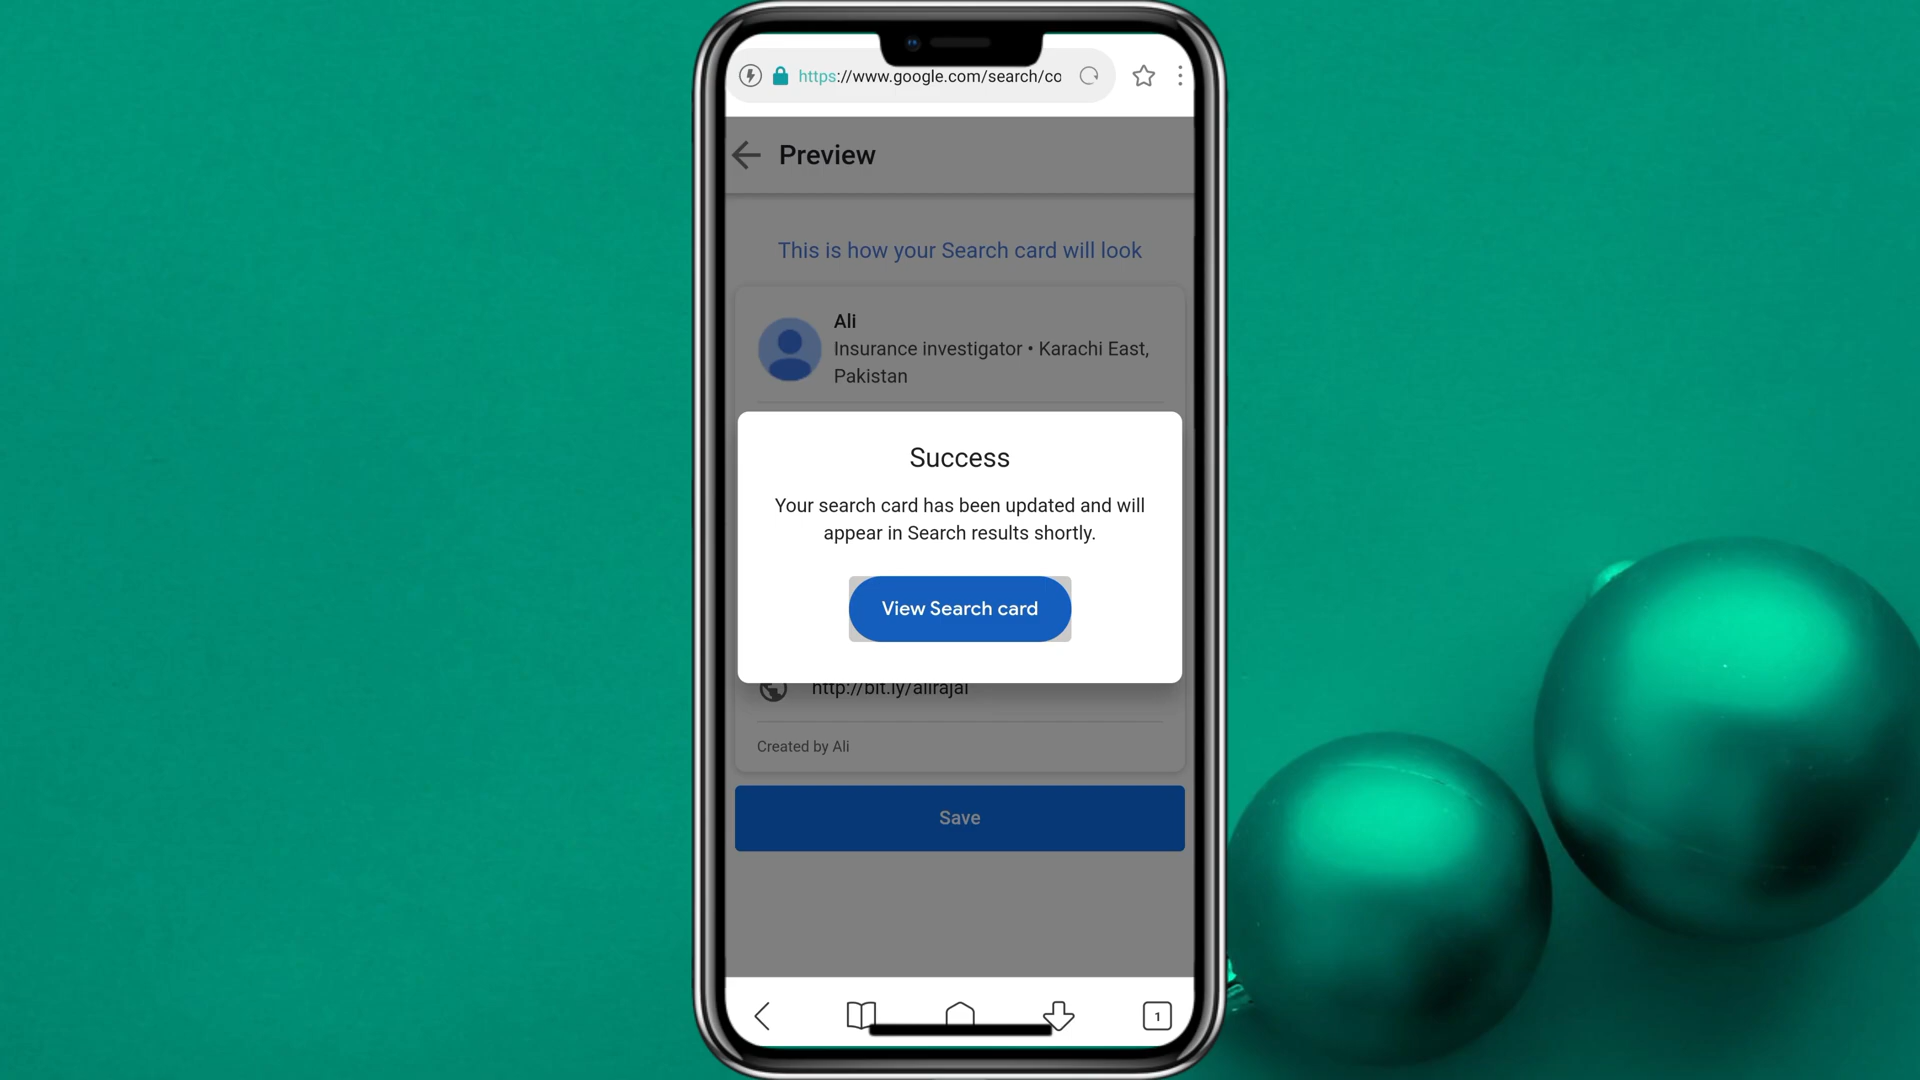 https://www.google.com/search/co
Preview
This is how your Search card will look
Ali
Insurance investigator • Karachi East,
Pakistan
Success
Your search card has been updated and will
appear in Search results shortly.
View Search card
http://bit.ly/alirajai
Created by Ali
Save
1